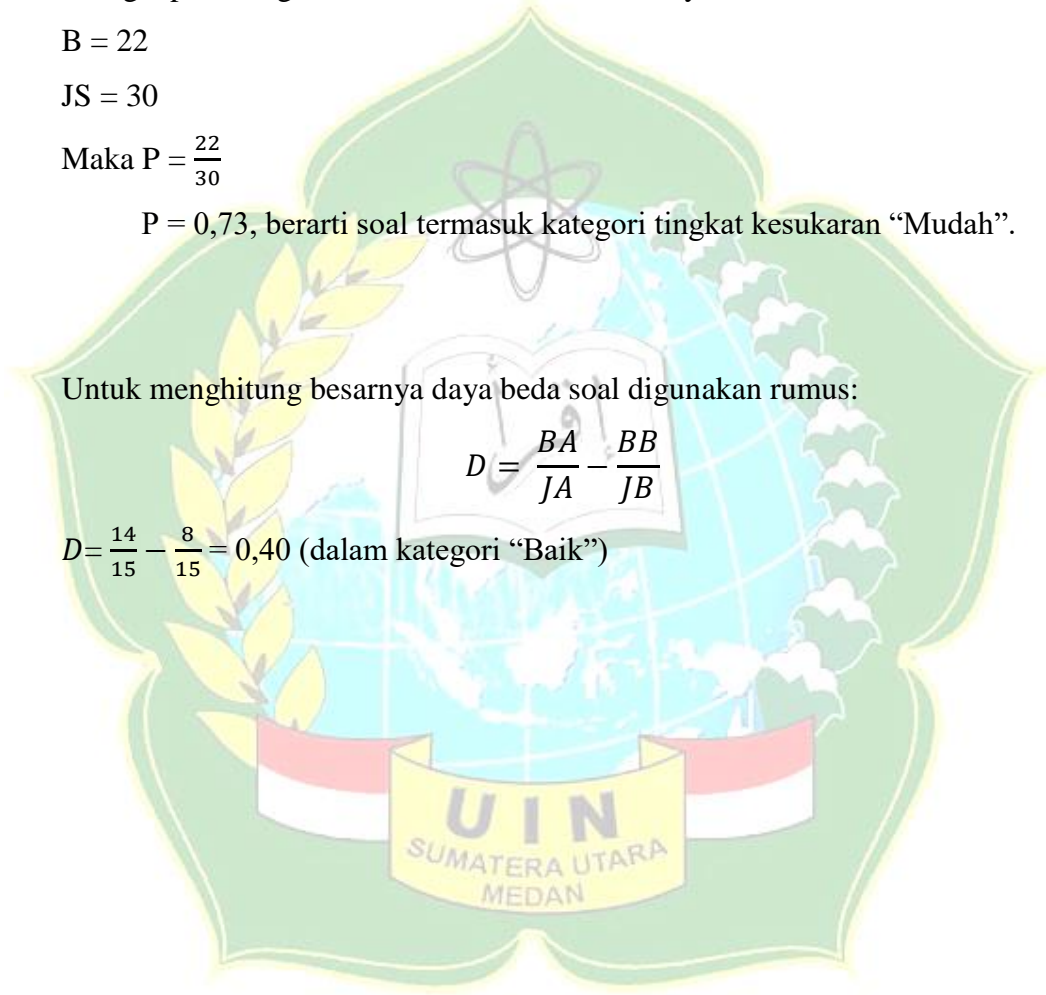 B = 22
JS = 30
Maka P = 22/30
P = 0,73, berarti soal termasuk kategori tingkat kesukaran “Mudah”.
Untuk menghitung besarnya daya beda soal digunakan rumus:
D = BA/JA − BB/JB
D= 14/15 − 8/15 = 0,40 (dalam kategori “Baik”)
UIN
SUMATERA UTARA
MEDAN